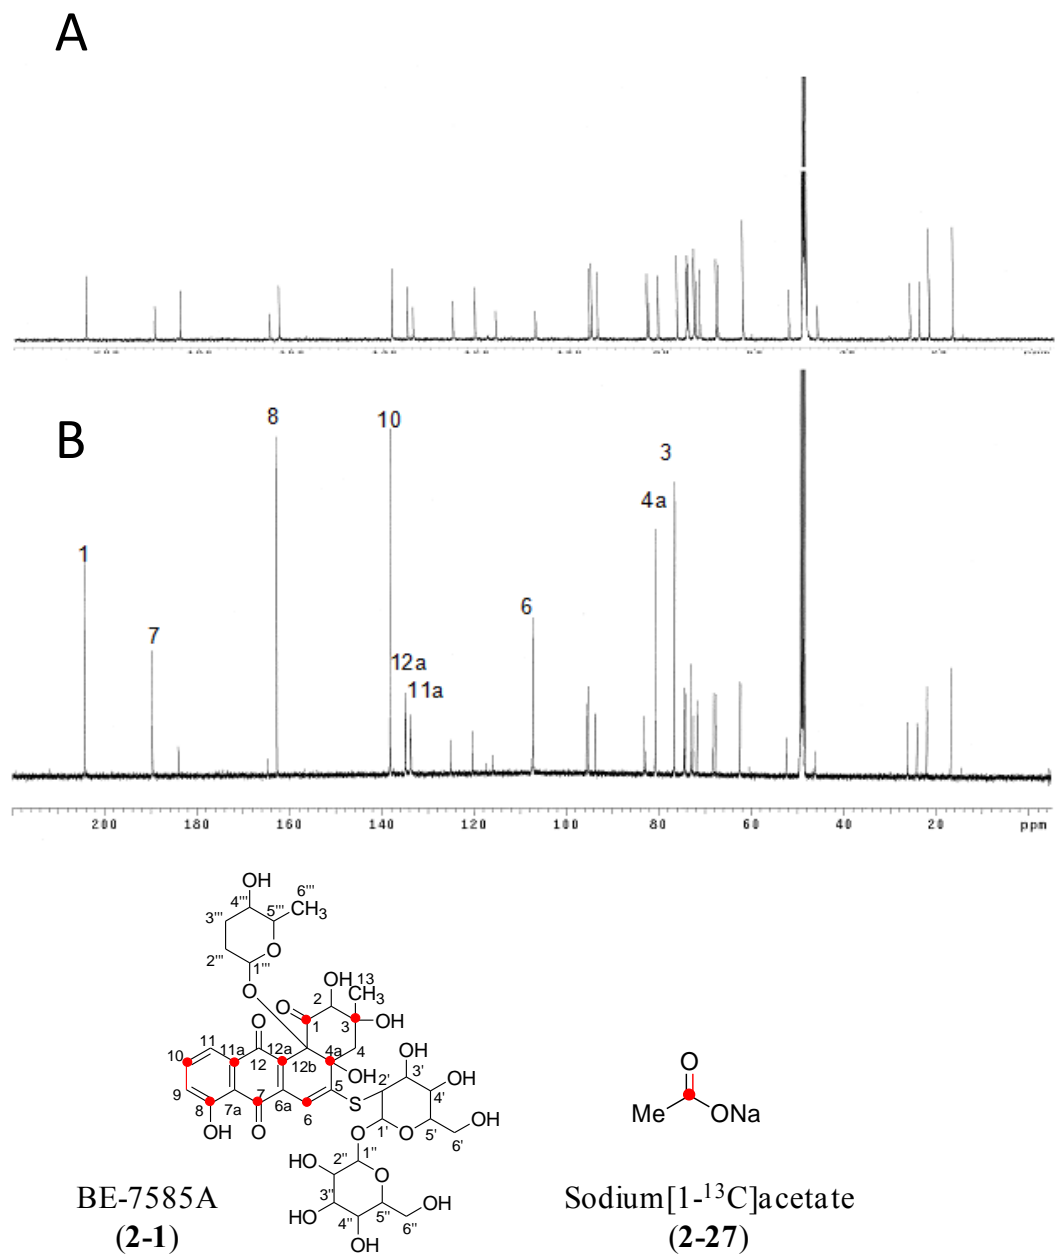 A
B
8
10
3
4a
1
6
7
12a
11a
200
180
160
140
120
100
80
60
40
20
ppm
OH
4''' 6'''
3''' 5''' CH3
O
2''' 1'''
OH 13
O 2 CH3
O O 1 3 OH
11 12a
10 11a 12 4a 4
12b OH
OH 2' 3' OH
9 5 4'
8 7a 7 6a 6 S
OH O 1' O 5' OH
6'
O 1''
HO 2'' O
3'' 5'' OH
HO 4'' 6''
OH
O
Me ONa
BE-7585A
(2-1)
Sodium[1-13C]acetate
(2-27)